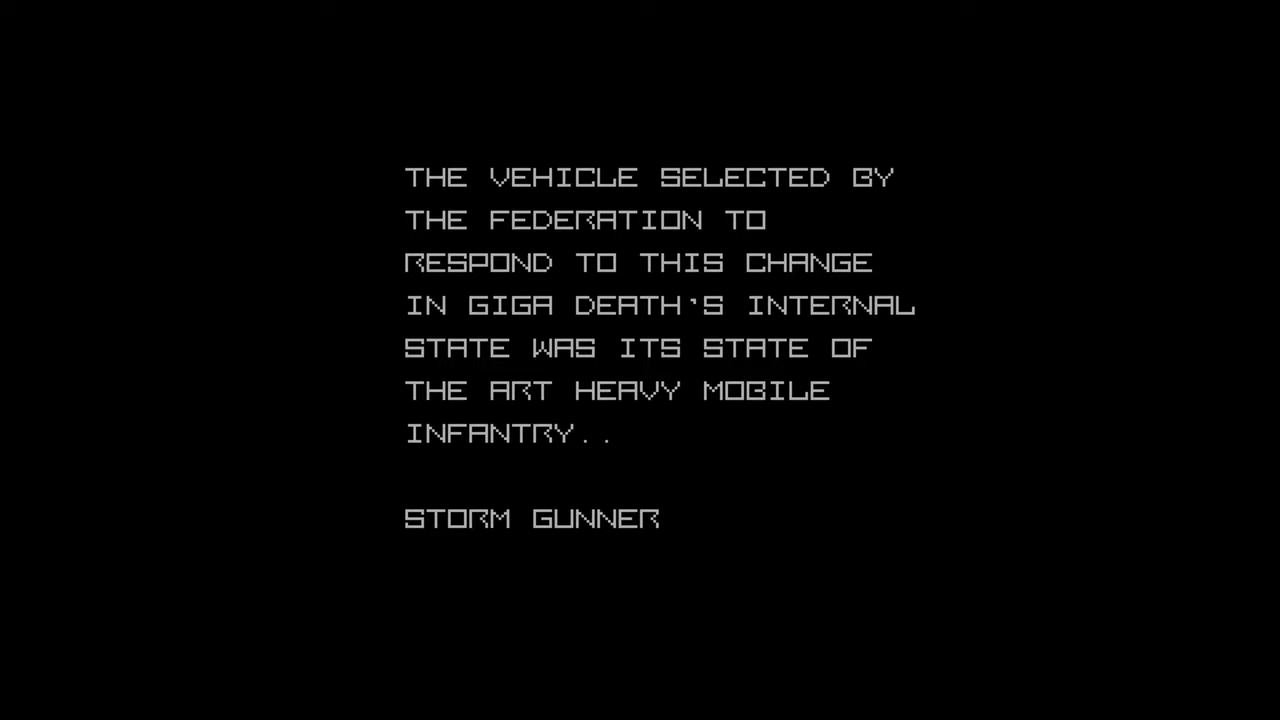 THE VEHICLE SELECTED BY
THE FEDERATION TO
RESPOND TO THIS CHANGE
IN GIGA DEATH'S INTERNAL
STATE WAS ITS STATE OF
THE ART HEAVY MOBILE
INFANTRY..
STORM GUNNER